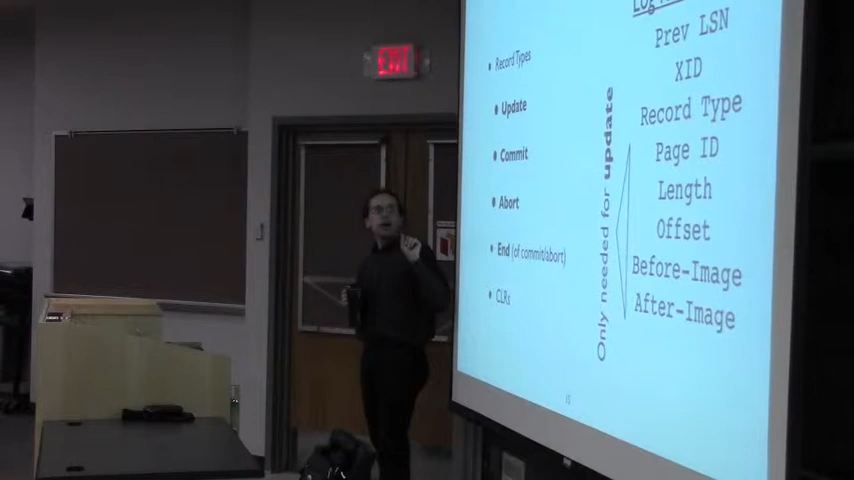 EXIT
• Record Types
• Update
• Commit
• Abort
• End (of commit/abort)
• CLRs
Only needed for update
Prev LSN
XID
Record Type
Page ID
Length
Offset
Before-Image
After-Image
15